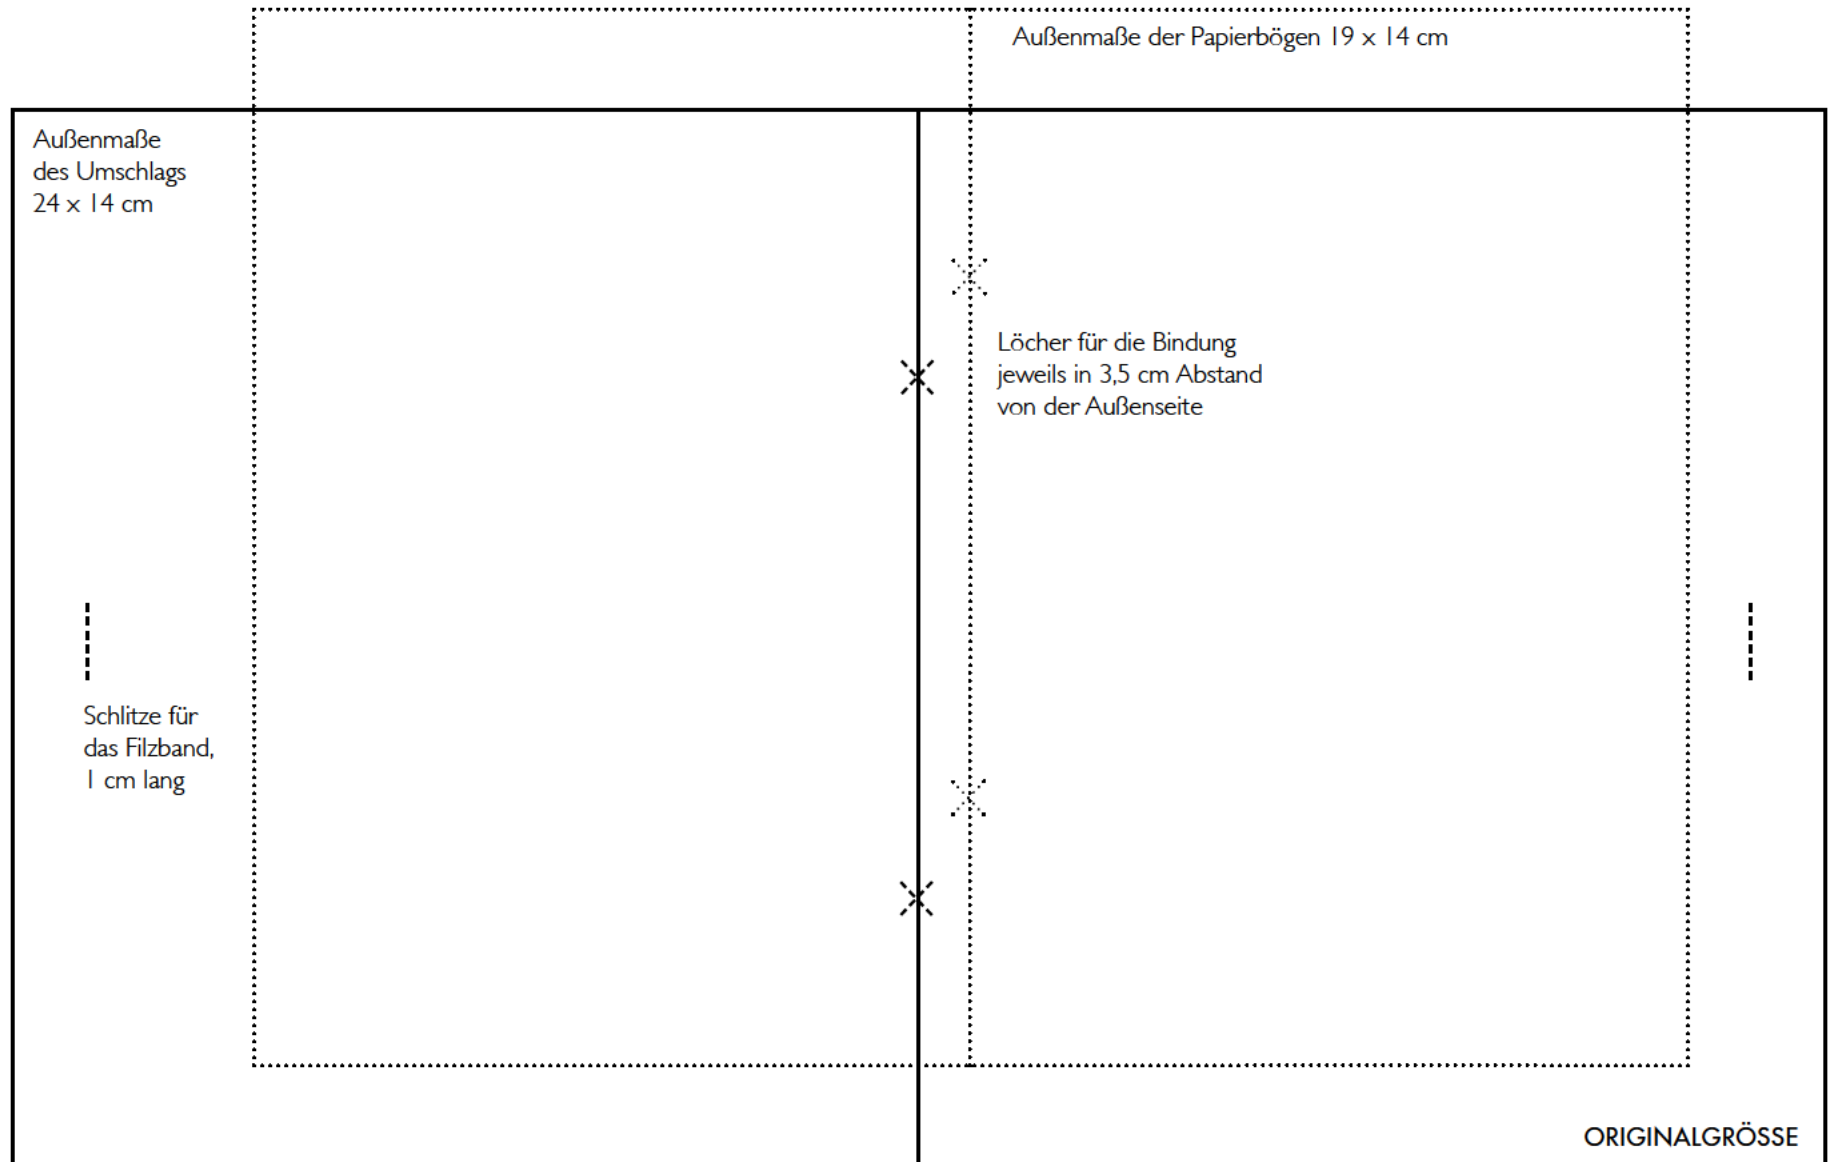 Außenmaße der Papierbögen 19 x 14 cm
Außenmaße
des Umschlags
24 x 14 cm
Löcher für die Bindung
jeweils in 3,5 cm Abstand
von der Außenseite
Schlitze für
das Filzband,
1 cm lang
ORIGINALGRÖSSE